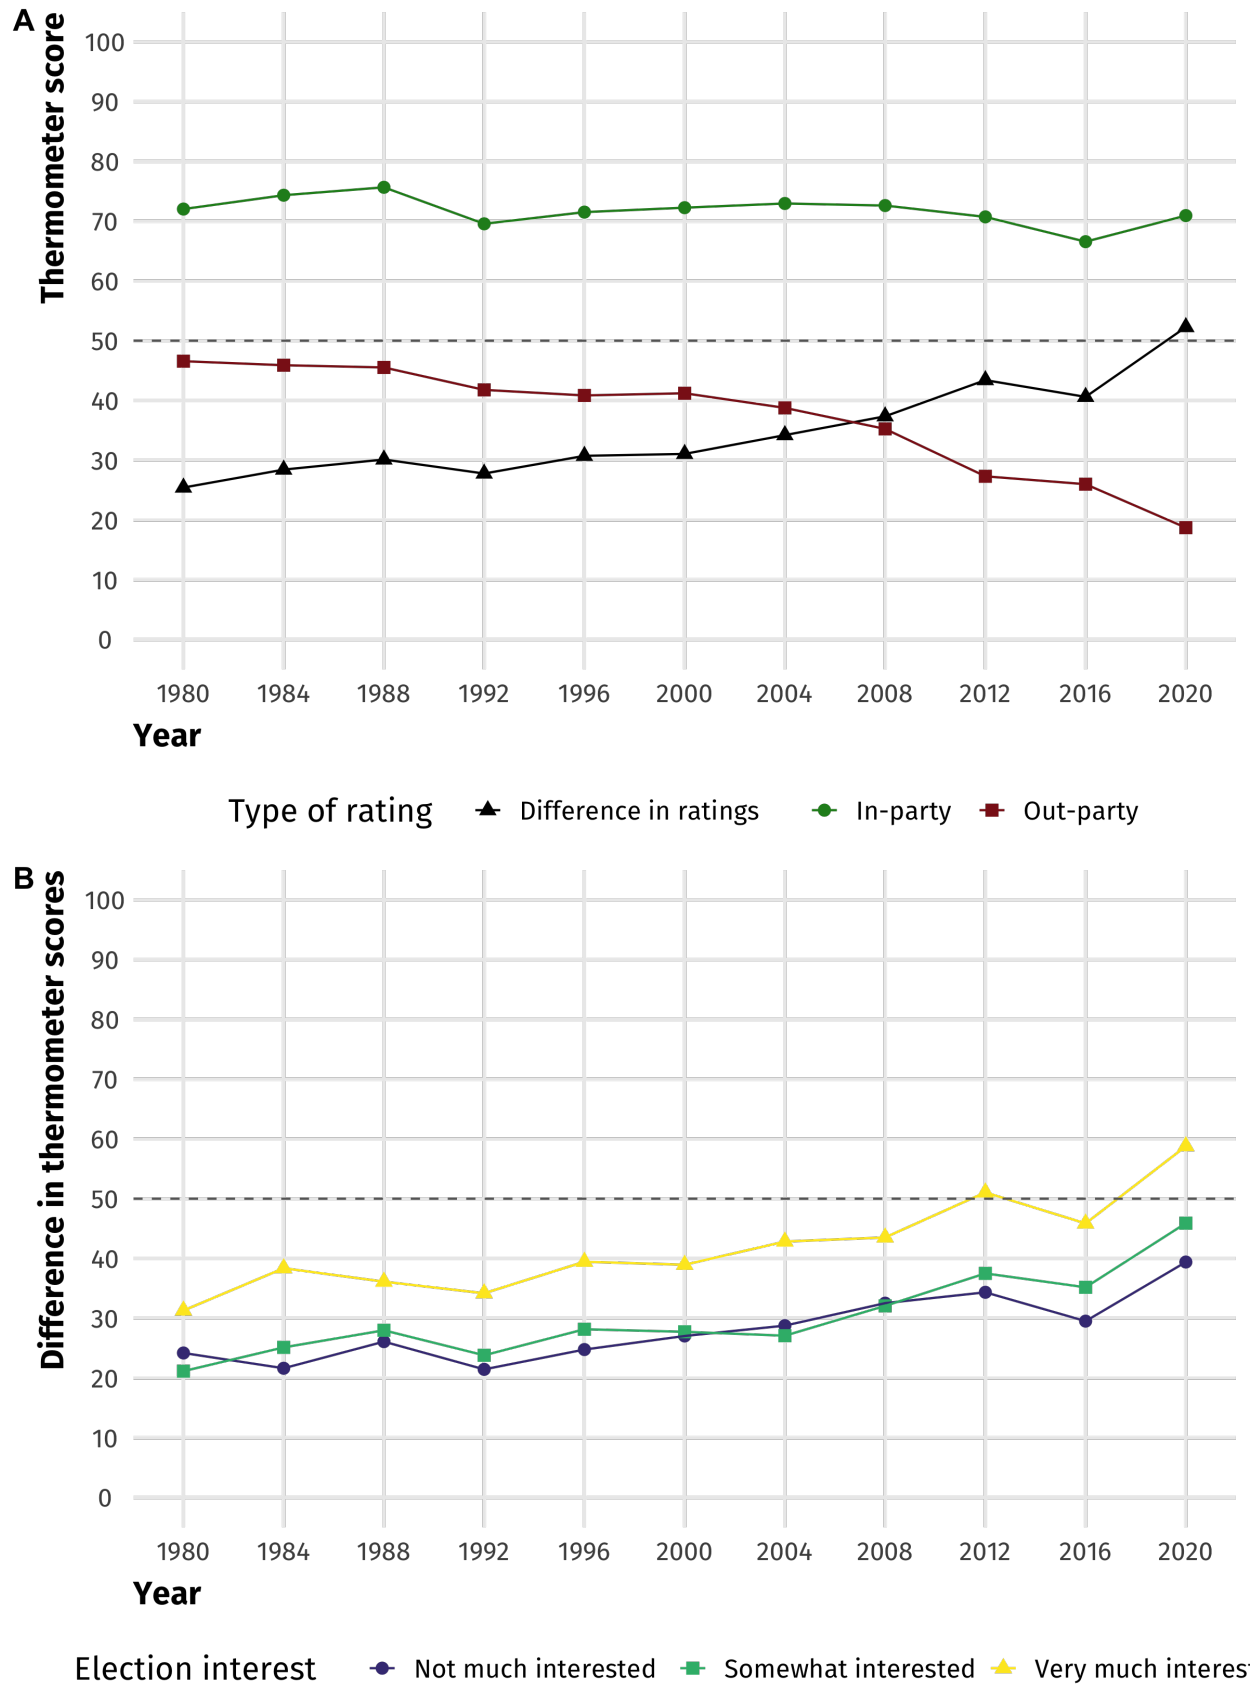 A
Thermometer score
100
90
80
70
60
50
40
30
20
10
0
1980 1984 1988 1992 1996 2000 2004 2008 2012 2016 2020
Year
Type of rating Difference in ratings In-party Out-party
B
Difference in thermometer scores
100
90
80
70
60
50
40
30
20
10
0
1980 1984 1988 1992 1996 2000 2004 2008 2012 2016 2020
Year
Election interest Not much interested Somewhat interested Very much interes